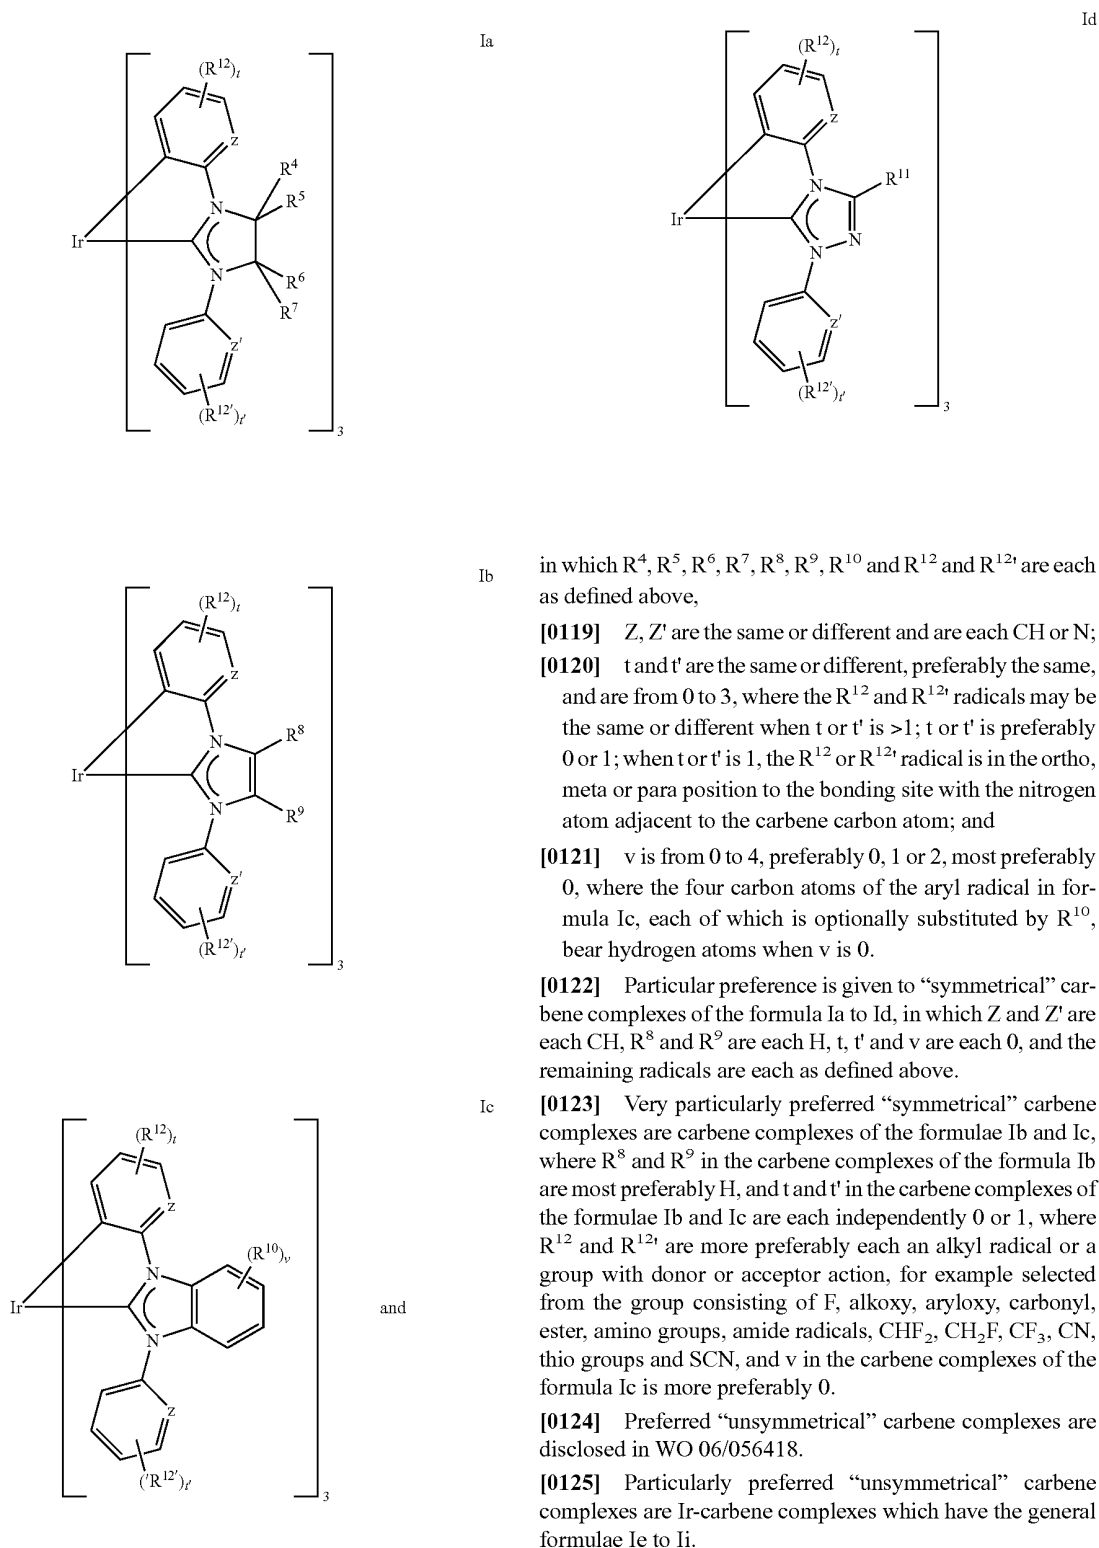 Ia
(R¹²)ₜ
z
R⁴
N
R⁵
Ir
N
R⁶
R⁷
z'
(R¹²')ₜ'
3
Ib
(R¹²)ₜ
z
N
R⁸
Ir
N
R⁹
z'
(R¹²')ₜ'
3
Ic
(R¹²)ₜ
z
(R¹⁰)ᵥ
N
Ir
and
N
z
('R¹²')ₜ'
3
Id
(R¹²)ₜ
z
N
R¹¹
Ir
N
N
z'
(R¹²')ₜ'
3
in which R⁴, R⁵, R⁶, R⁷, R⁸, R⁹, R¹⁰ and R¹² and R¹²' are each
as defined above,
[0119] Z, Z' are the same or different and are each CH or N;
[0120] t and t' are the same or different, preferably the same,
and are from 0 to 3, where the R¹² and R¹²' radicals may be
the same or different when t or t' is >1; t or t' is preferably
0 or 1; when t or t' is 1, the R¹² or R¹²' radical is in the ortho,
meta or para position to the bonding site with the nitrogen
atom adjacent to the carbene carbon atom; and
[0121] v is from 0 to 4, preferably 0, 1 or 2, most preferably
0, where the four carbon atoms of the aryl radical in for-
mula Ic, each of which is optionally substituted by R¹⁰,
bear hydrogen atoms when v is 0.
[0122] Particular preference is given to “symmetrical” car-
bene complexes of the formula Ia to Id, in which Z and Z' are
each CH, R⁸ and R⁹ are each H, t, t' and v are each 0, and the
remaining radicals are each as defined above.
[0123] Very particularly preferred “symmetrical” carbene
complexes are carbene complexes of the formulae Ib and Ic,
where R⁸ and R⁹ in the carbene complexes of the formula Ib
are most preferably H, and t and t' in the carbene complexes of
the formulae Ib and Ic are each independently 0 or 1, where
R¹² and R¹²' are more preferably each an alkyl radical or a
group with donor or acceptor action, for example selected
from the group consisting of F, alkoxy, aryloxy, carbonyl,
ester, amino groups, amide radicals, CHF₂, CH₂F, CF₃, CN,
thio groups and SCN, and v in the carbene complexes of the
formula Ic is more preferably 0.
[0124] Preferred “unsymmetrical” carbene complexes are
disclosed in WO 06/056418.
[0125] Particularly preferred “unsymmetrical” carbene
complexes are Ir-carbene complexes which have the general
formulae Ie to Ii.